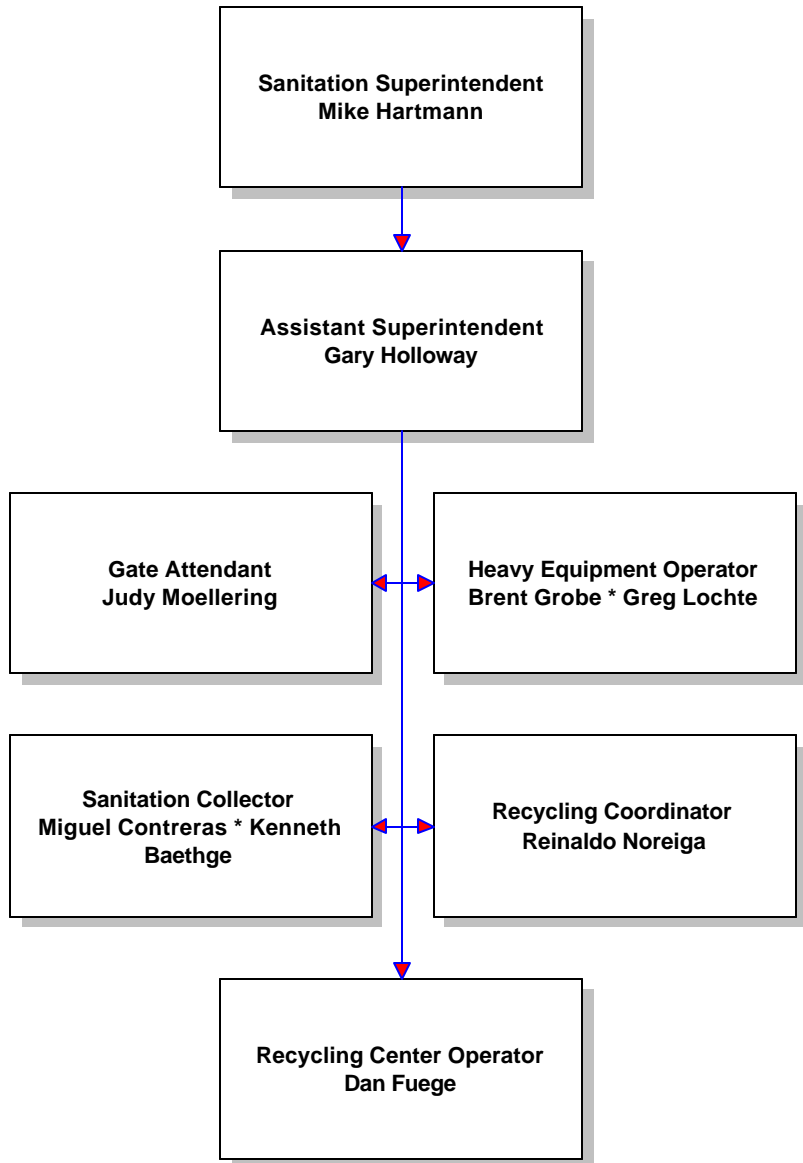 Sanitation Superintendent
Mike Hartmann
Assistant Superintendent
Gary Holloway
Gate Attendant
Judy Moellering
Heavy Equipment Operator
Brent Grobe * Greg Lochte
Sanitation Collector
Miguel Contreras * Kenneth
Baethge
Recycling Coordinator
Reinaldo Noreiga
Recycling Center Operator
Dan Fuege